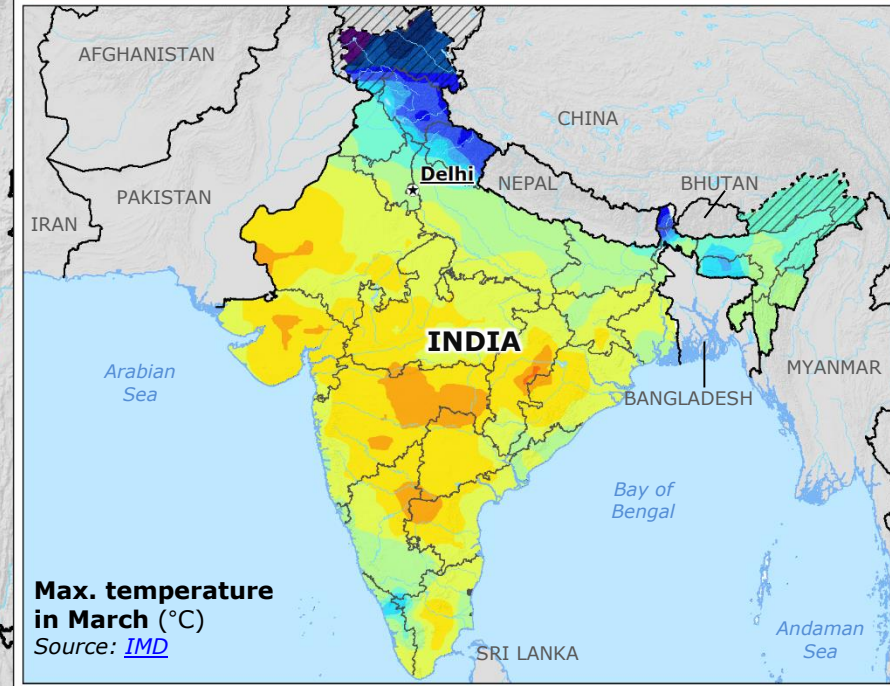 AFGHANISTAN
CHINA
Delhi
NEPAL
BHUTAN
PAKISTAN
IRAN
INDIA
Arabian
Sea
MYANMAR
BANGLADESH
Bay of
Bengal
Max. temperature
in March (°C)
Source: IMD
SRI LANKA
Andaman
Sea